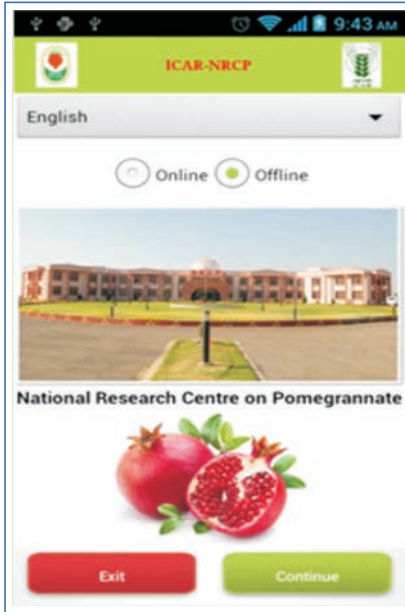 9:43 AM
ICAR-NRCP
English
Online Offline
National Research Centre on Pomegrannate
Exit Continue